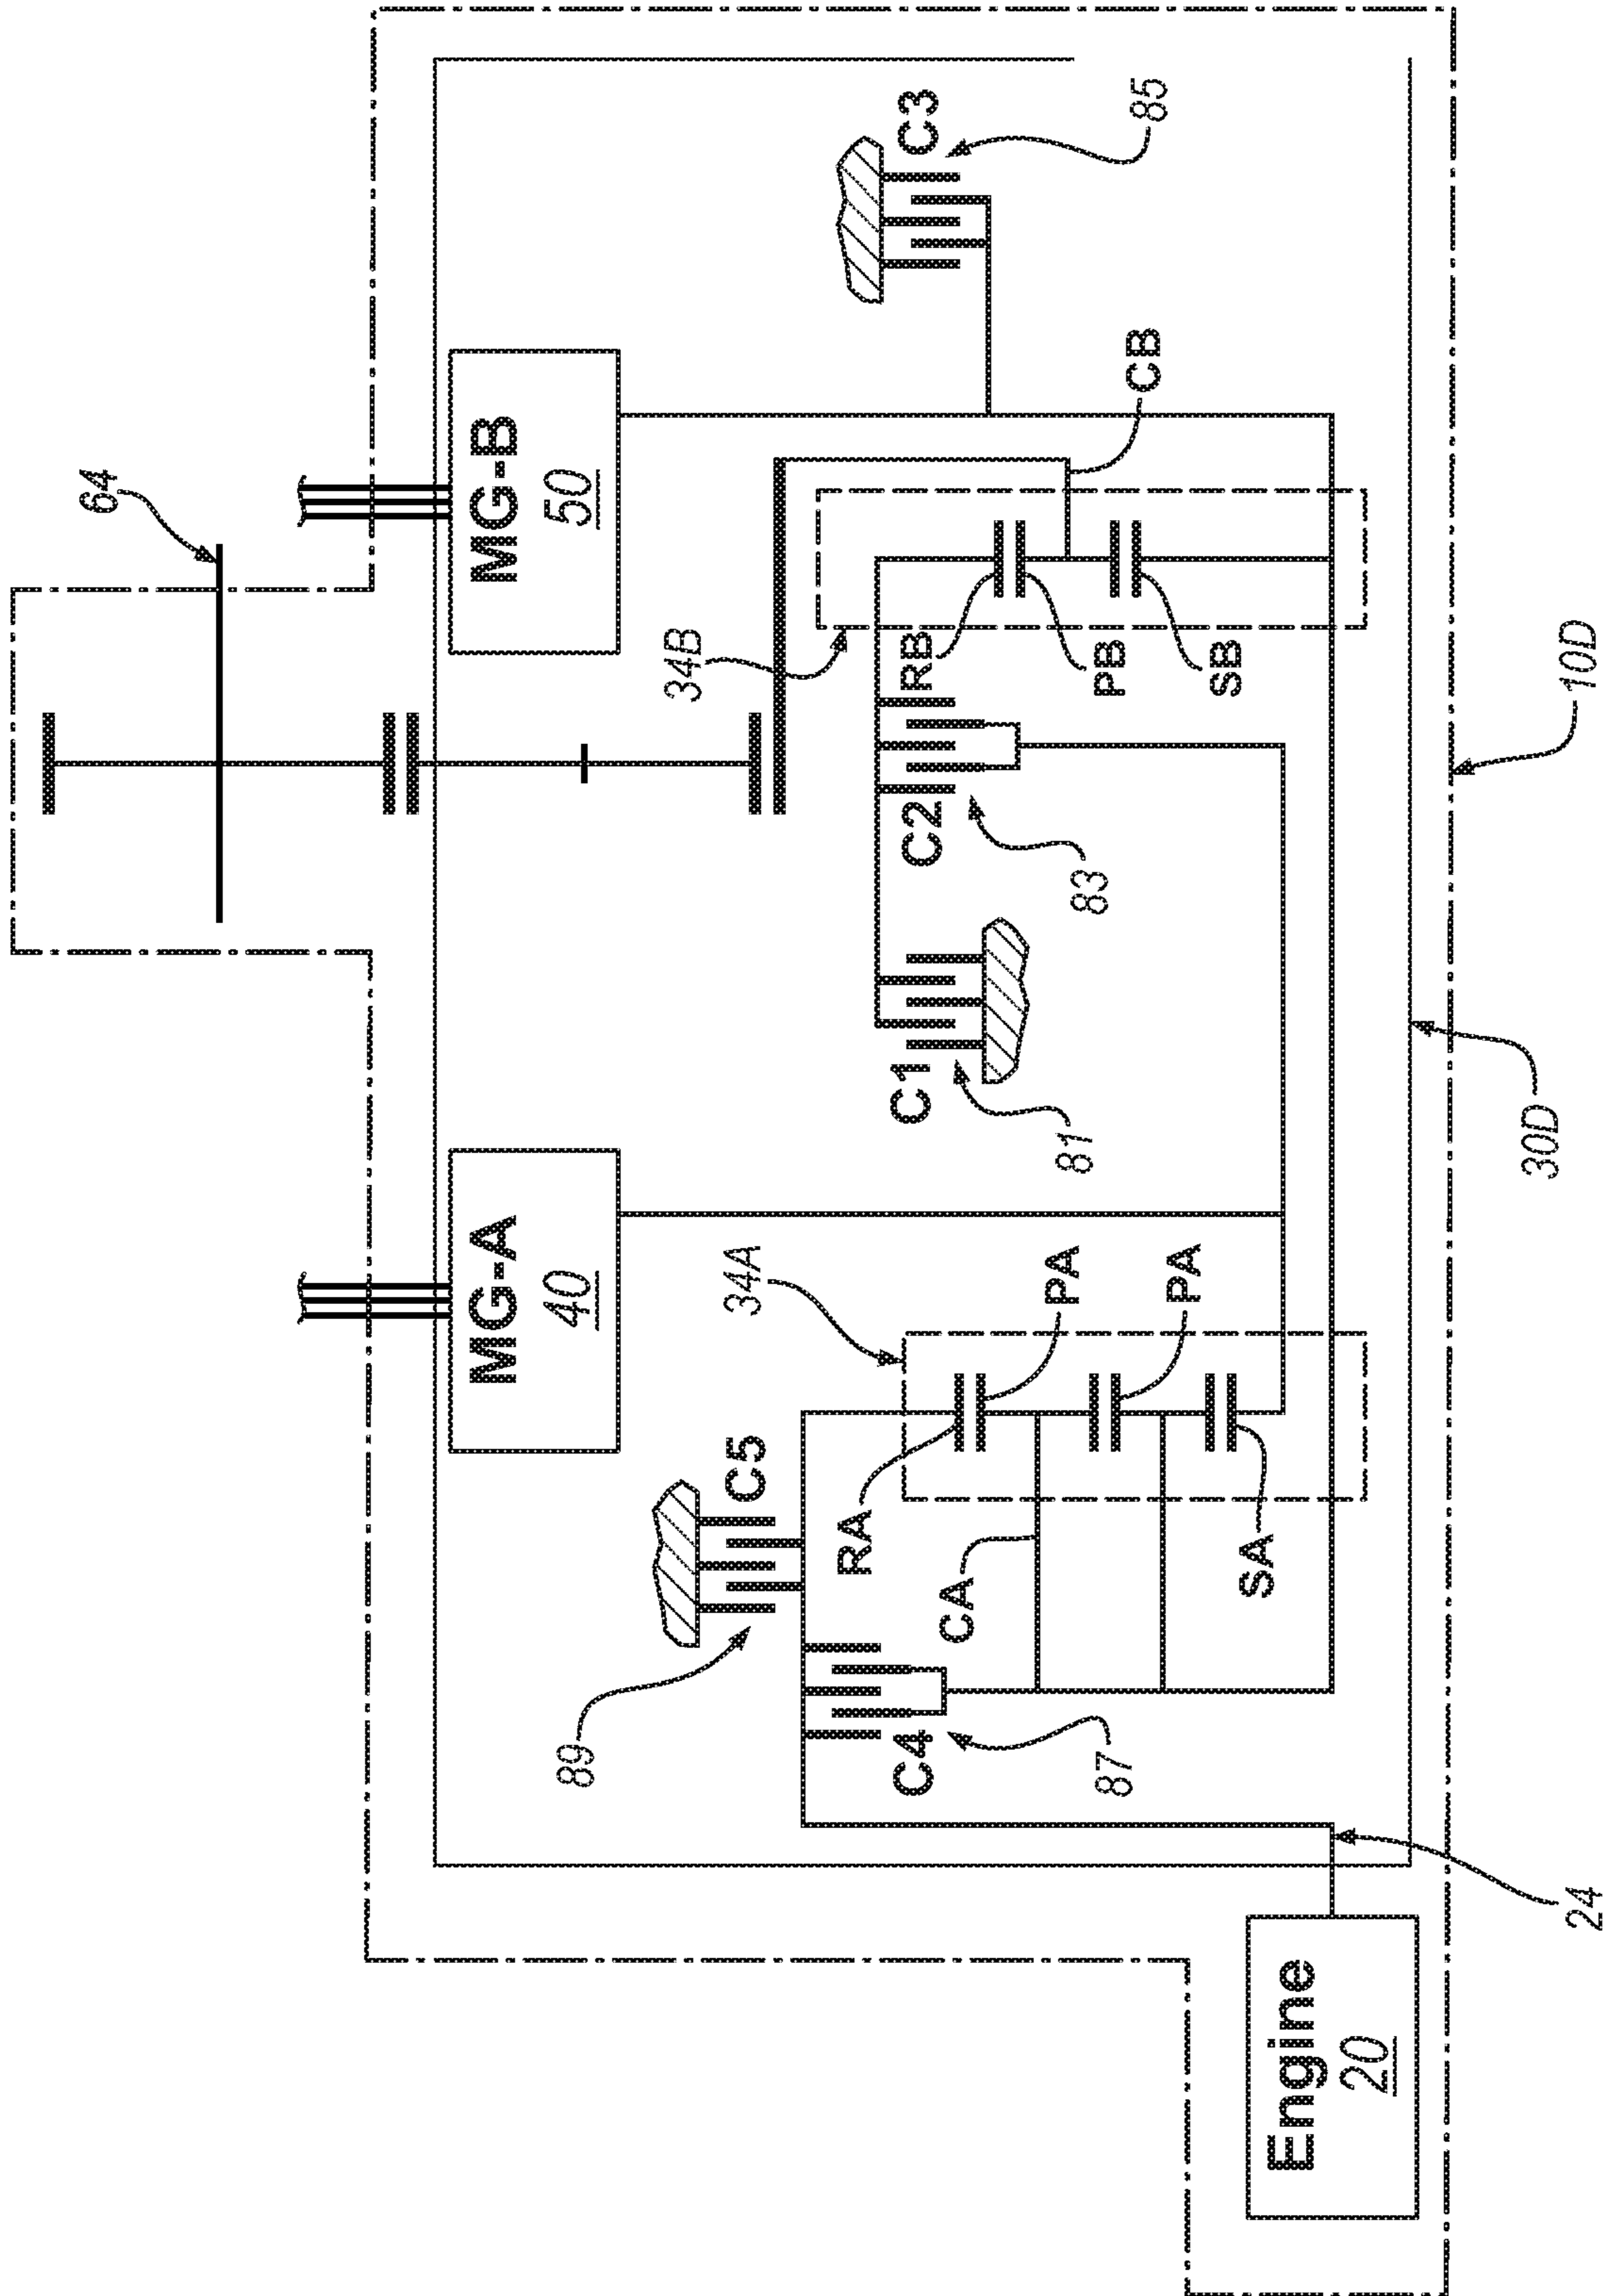 64
MG-A
40
MG-B
50
89
C5
34A
34B
C3
85
RA
C4
87
CA
PA
PA
SA
C1
81
C2
83
RB
PB
SB
CB
Engine
20
24
30D
10D